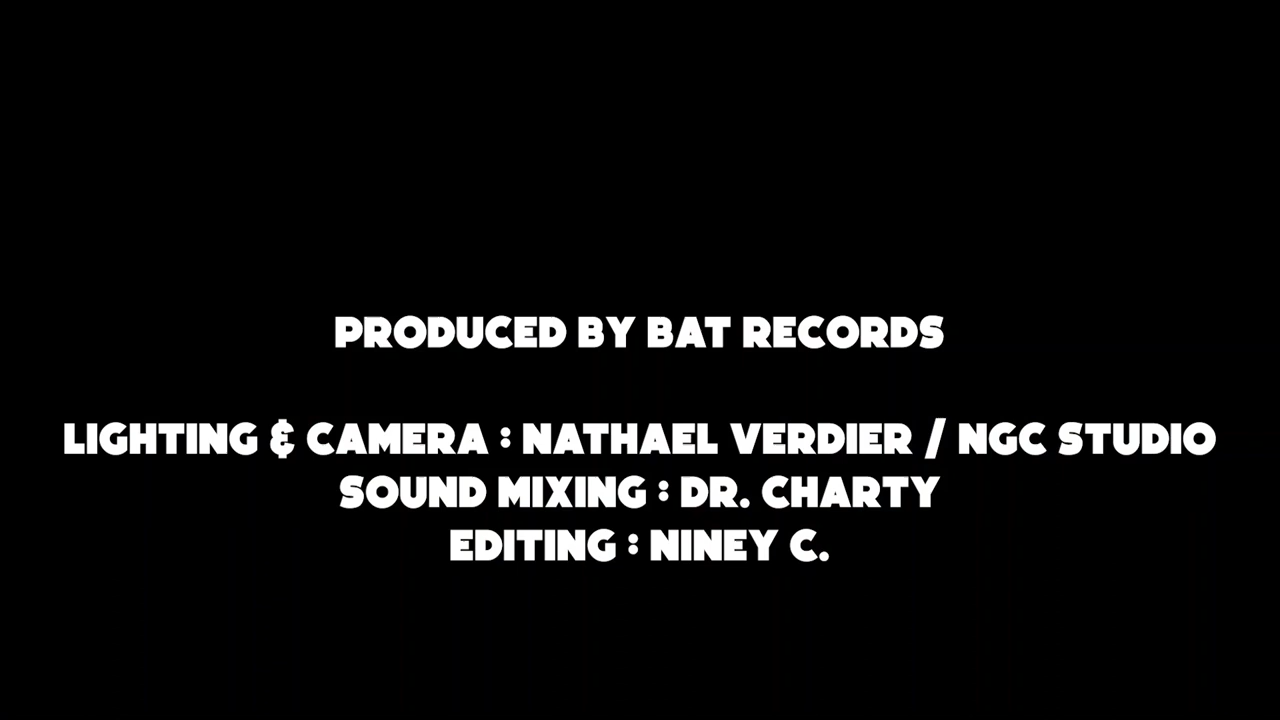 PRODUCED BY BAT RECORDS
LIGHTING & CAMERA : NATHAEL VERDIER / NGC STUDIO
SOUND MIXING : DR. CHARTY
EDITING : NINEY C.